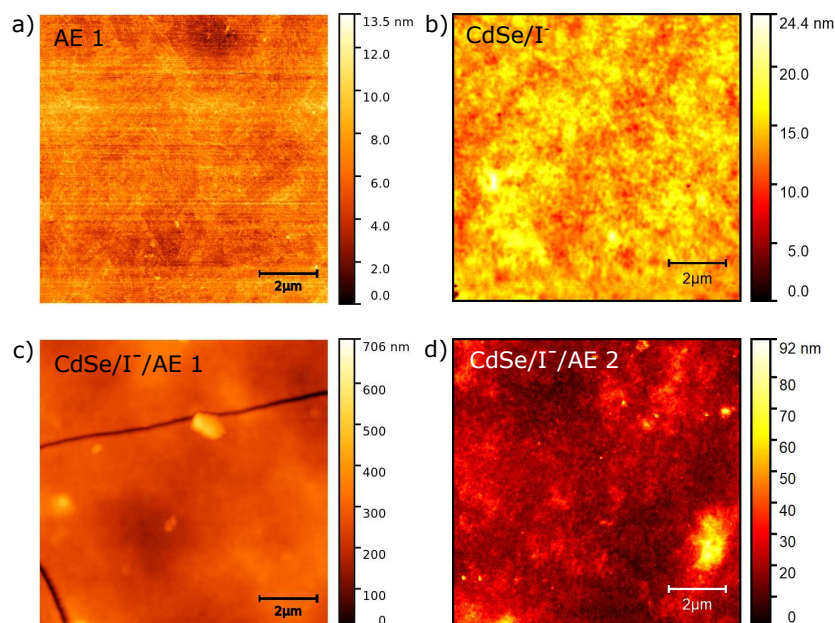 a)
AE 1
13.5 nm
12.0
10.0
8.0
6.0
4.0
2.0
0.0
2μm
b)
CdSe/I⁻
24.4 nm
20.0
15.0
10.0
5.0
0.0
2μm
c)
CdSe/I⁻/AE 1
706 nm
600
500
400
300
200
100
0
2μm
d)
CdSe/I⁻/AE 2
92 nm
80
70
60
50
40
30
20
10
0
2μm